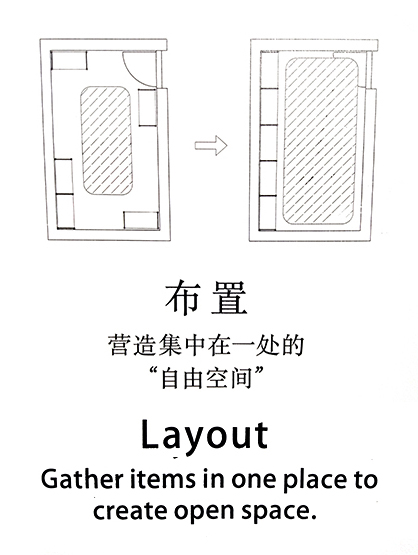 布置
营造集中在一处的
“自由空间”
Layout
Gather items in one place to
create open space.